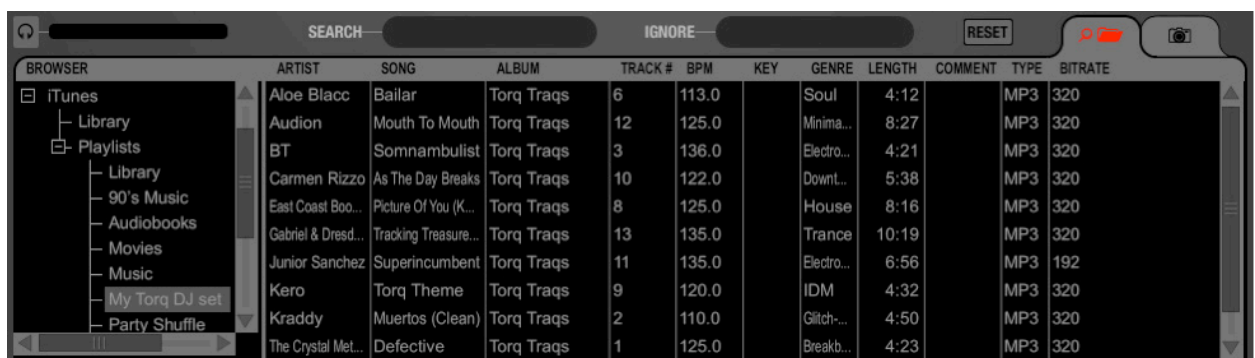 SEARCH IGNORE RESET
BROWSER ARTIST SONG ALBUM TRACK # BPM KEY GENRE LENGTH COMMENT TYPE BITRATE
iTunes Aloe Blacc Bailar Torq Traqs 6 113.0 Soul 4:12 MP3 320
Library Audion Mouth To Mouth Torq Traqs 12 125.0 Minima... 8:27 MP3 320
Playlists BT Somnambulist Torq Traqs 3 136.0 Electro... 4:21 MP3 320
Library Carmen Rizzo As The Day Breaks Torq Traqs 10 122.0 Downt... 5:38 MP3 320
90's Music East Coast Boo... Picture Of You (K... Torq Traqs 8 125.0 House 8:16 MP3 320
Audiobooks Gabriel & Dresd... Tracking Treasure... Torq Traqs 13 135.0 Trance 10:19 MP3 320
Movies Junior Sanchez Superincumbent Torq Traqs 11 135.0 Electro... 6:56 MP3 192
Music Kero Torq Theme Torq Traqs 9 120.0 IDM 4:32 MP3 320
My Torq DJ set Kraddy Muertos (Clean) Torq Traqs 2 110.0 Glitch-... 4:50 MP3 320
Party Shuffle The Crystal Met... Defective Torq Traqs 1 125.0 Breakb... 4:23 MP3 320